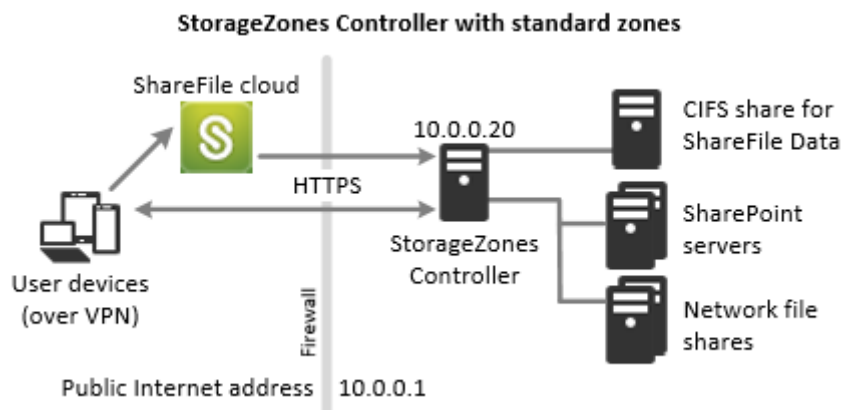 StorageZones Controller with standard zones
ShareFile cloud
S
10.0.0.20
CIFS share for
ShareFile Data
HTTPS
StorageZones
Controller
SharePoint
servers
User devices
(over VPN)
Network file
shares
Firewall
Public Internet address
10.0.0.1